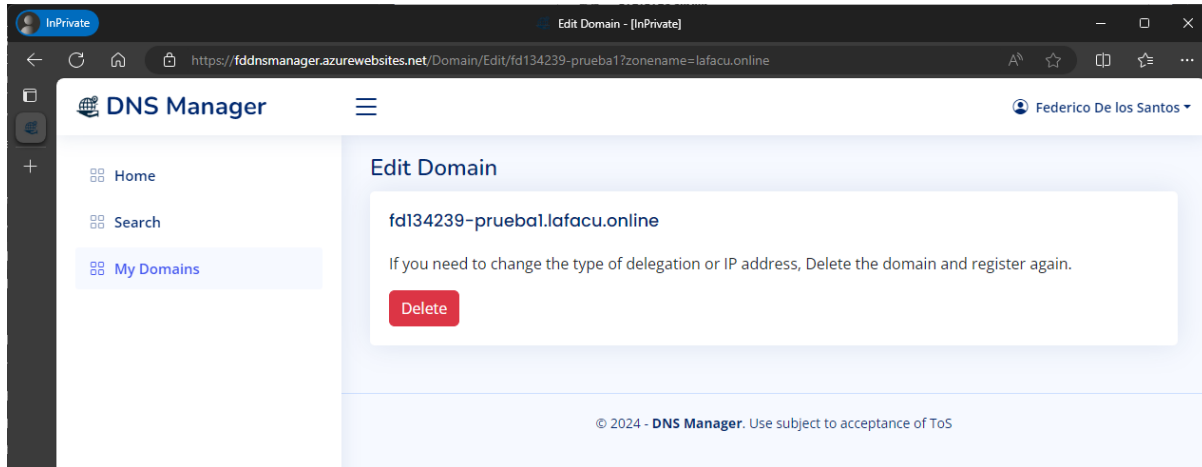 InPrivate
Edit Domain - [InPrivate]
https://fddnsmanager.azurewebsites.net/Domain/Edit/fd134239-prueba1?zonename=lafacu.online
DNS Manager
Federico De los Santos
Home
Search
My Domains
Edit Domain
fd134239-prueba1.lafacu.online
If you need to change the type of delegation or IP address, Delete the domain and register again.
Delete
© 2024 - DNS Manager. Use subject to acceptance of ToS